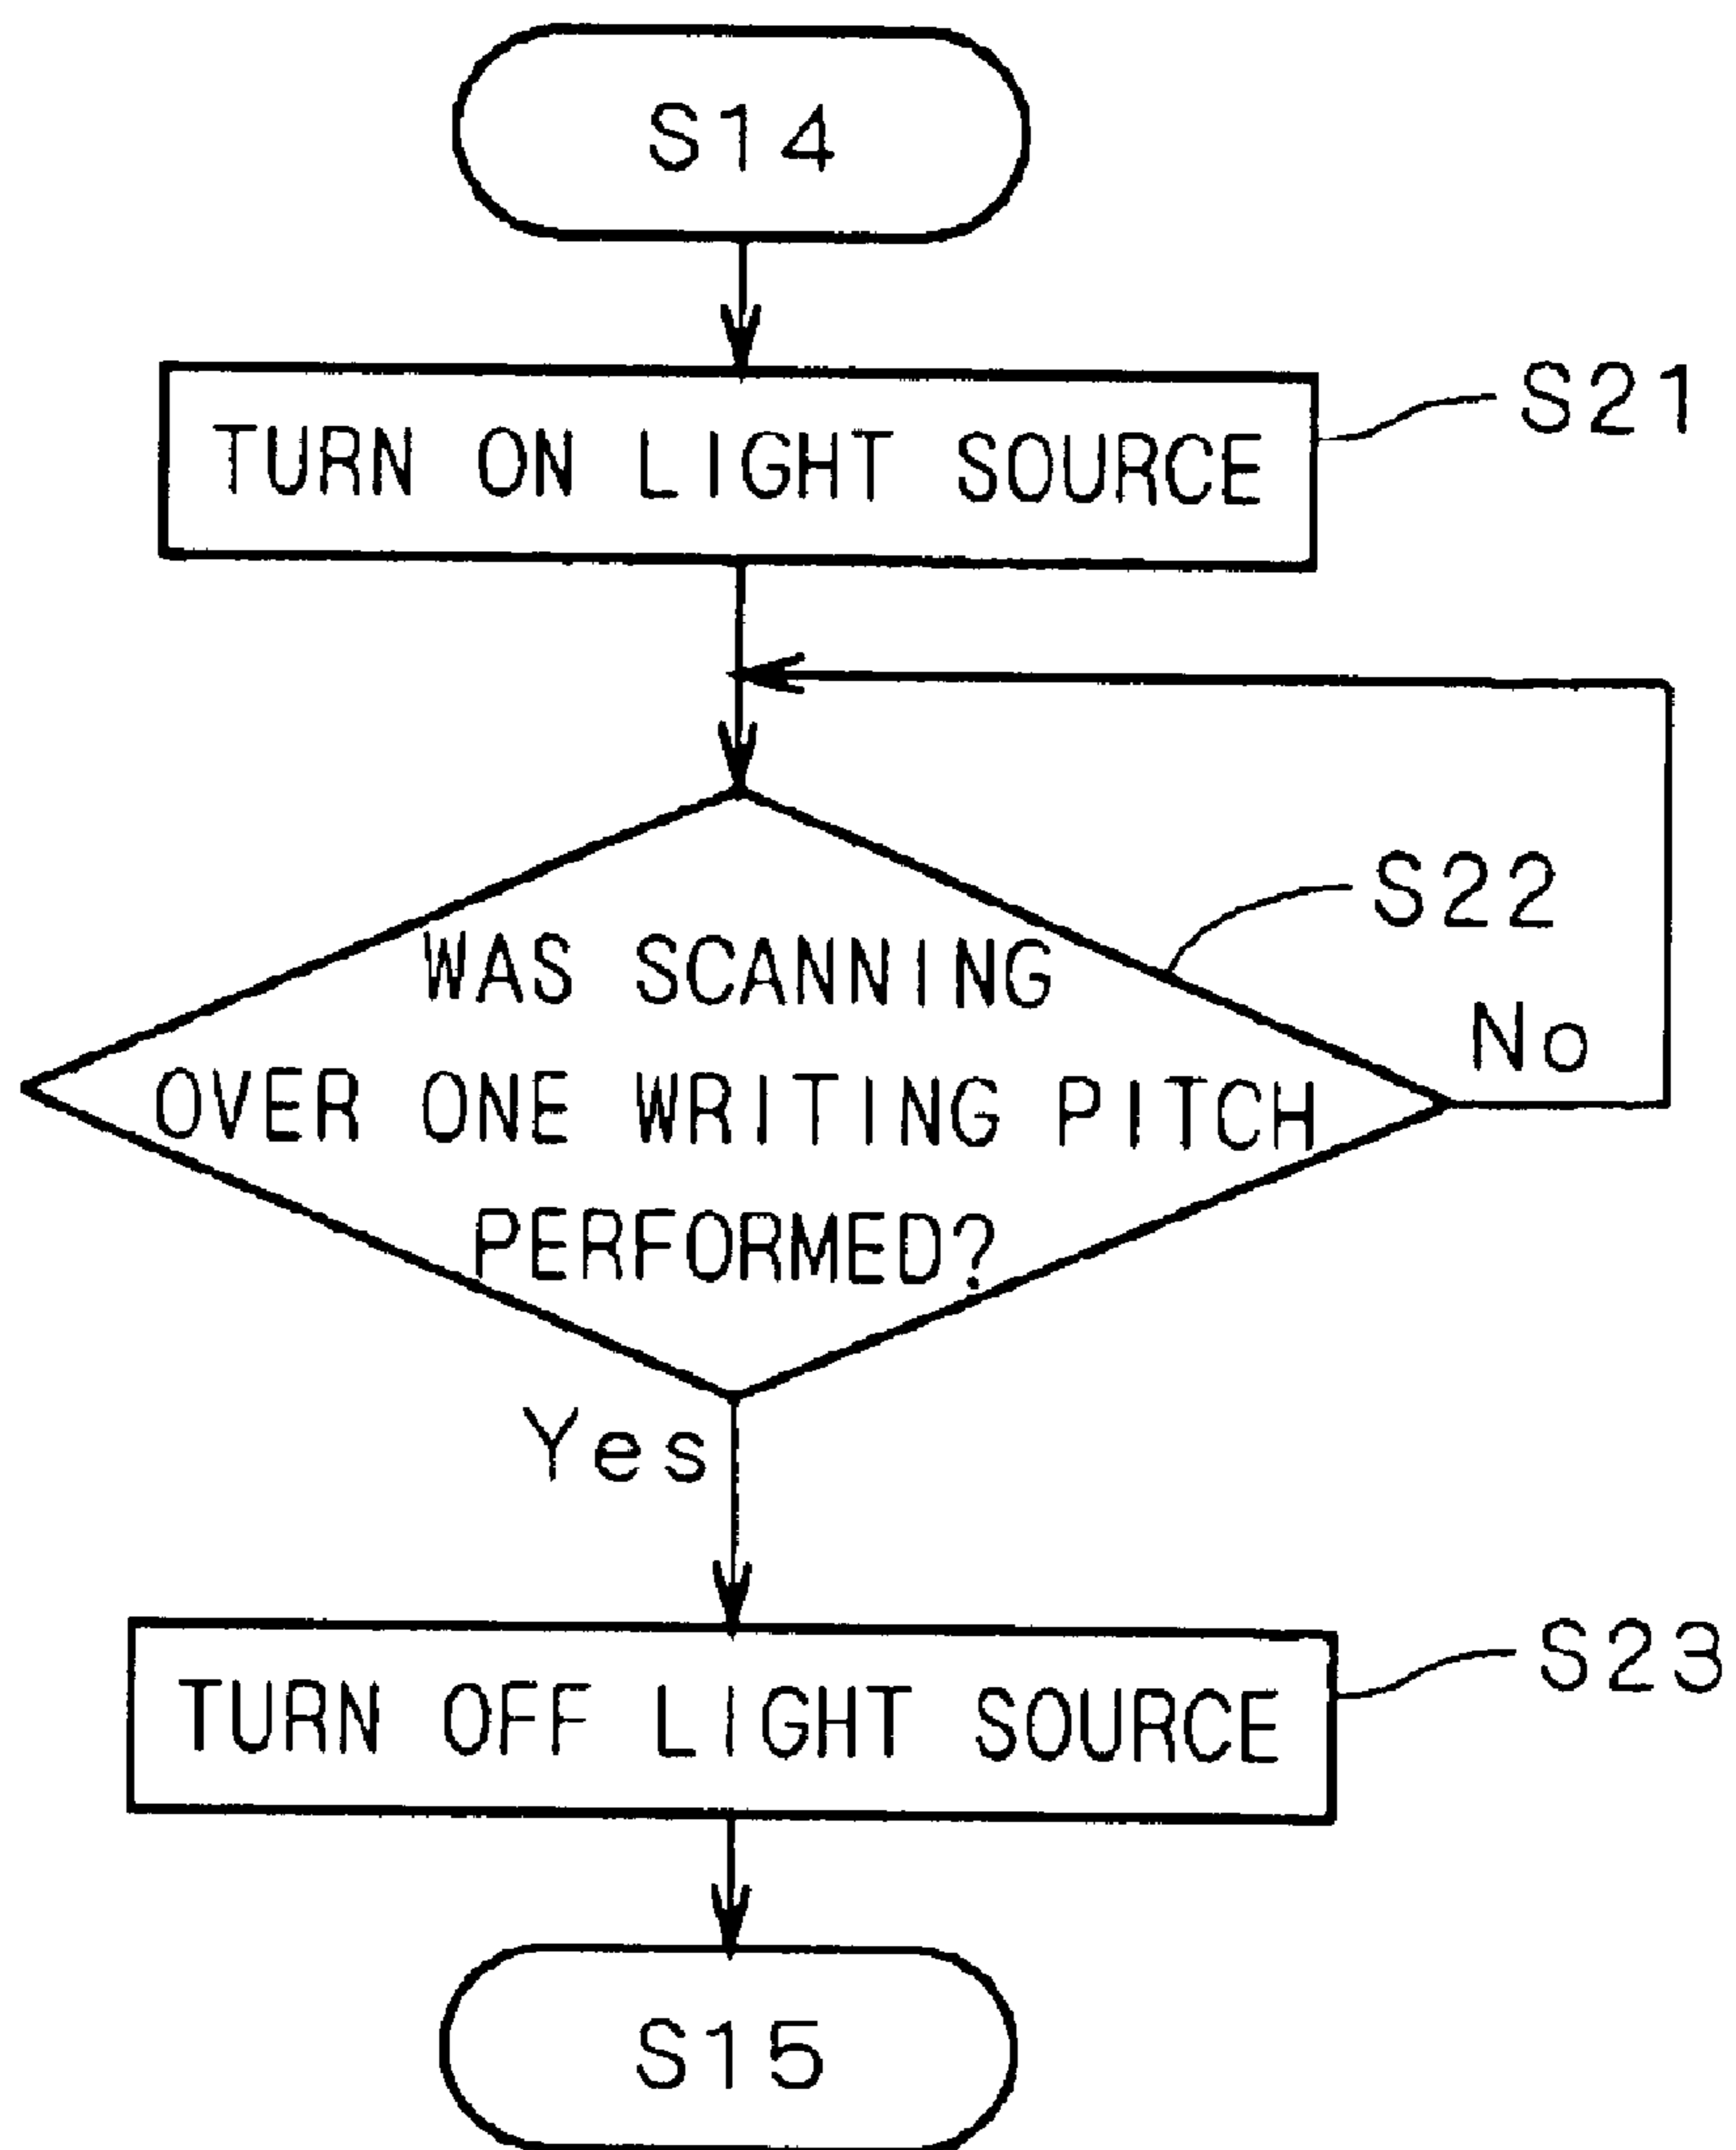 S14
TURN ON LIGHT SOURCE
S21
S22
WAS SCANNING
OVER ONE WRITING PITCH
PERFORMED?
No
Yes
TURN OFF LIGHT SOURCE
S23
S15